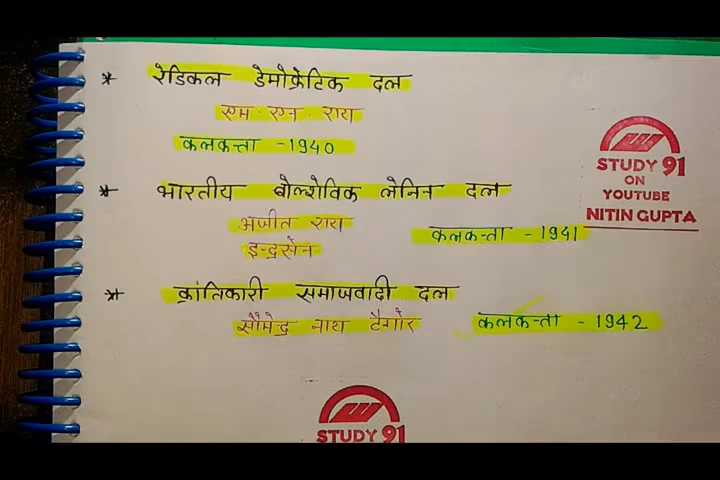 * रेडिकल डेमोक्रेटिक दल
एम. एन. राय
कलकत्ता - 1940
* भारतीय बोल्शेविक लेनिन दल
अजीत राय
इन्द्रसेन
कलकत्ता - 1941
* क्रांतिकारी समाजवादी दल
सौमेंद्र नाथ टैगोर
कलकत्ता - 1942
STUDY 91
ON
YOUTUBE
NITIN GUPTA
STUDY 91